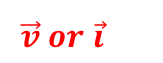 v⃗ or i⃗